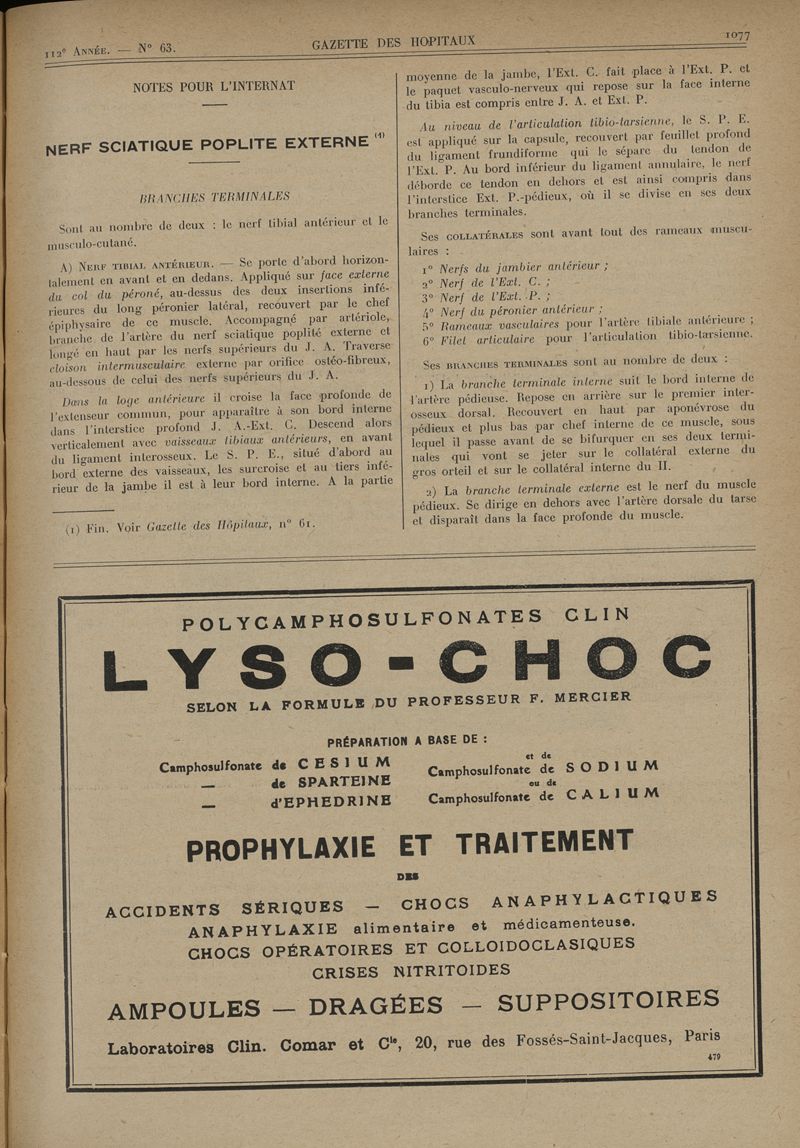 112e ANNÉE. — N° 63.
GAZETTE DES HOPITAUX
1077
NOTES POUR L'INTERNAT
NERF SCIATIQUE POPLITE EXTERNE (1)
BRANCHES TERMINALES
Sont au nombre de deux : le nerf tibial antérieur et le
musculo-cutané.
A) NERF TIBIAL ANTÉRIEUR. — Se porte d'abord horizon-
talement en avant et en dedans. Appliqué sur face externe
du col du péroné, au-dessus des deux insertions infé-
rieures du long péronier latéral, recouvert par le chef
épiphysaire de ce muscle. Accompagné par artériole,
branche de l'artère du nerf sciatique poplité externe et
longé en haut par les nerfs supérieurs du J. A. Traverse
cloison intermusculaire externe par orifice ostéo-fibreux,
au-dessous de celui des nerfs supérieurs du J. A.
Dans la loge antérieure il croise la face profonde de
l'extenseur commun, pour apparaître à son bord interne
dans l'interstice profond J. A.-Ext. C. Descend alors
verticalement avec vaisseaux tibiaux antérieurs, en avant
du ligament interosseux. Le S. P. E., situé d'abord au
bord externe des vaisseaux, les surcroise et au tiers infé-
rieur de la jambe il est à leur bord interne. A la partie
(1) Fin. Voir Gazette des Hôpitaux, n° 61.
moyenne de la jambe, l'Ext. C. fait place à l'Ext. P. et
le paquet vasculo-nerveux qui repose sur la face interne
du tibia est compris entre J. A. et Ext. P.
Au niveau de l'articulation tibio-tarsienne, le S. P. E.
est appliqué sur la capsule, recouvert par feuillet profond
du ligament frundiforme qui le sépare du tendon de
l'Ext. P. Au bord inférieur du ligament annulaire, le nerf
déborde ce tendon en dehors et est ainsi compris dans
l'interstice Ext. P.-pédieux, où il se divise en ses deux
branches terminales.
Ses COLLATÉRALES sont avant tout des rameaux muscu-
laires :
1° Nerfs du jambier antérieur ;
2° Nerf de l'Ext. C. ;
3° Nerf de l'Ext. P. ;
4° Nerf du péronier antérieur ;
5° Rameaux vasculaires pour l'artère tibiale antérieure ;
6° Filet articulaire pour l'articulation tibio-tarsienne.
Ses BRANCHES TERMINALES sont au nombre de deux :
1) La branche terminale interne suit le bord interne de
l'artère pédieuse. Repose en arrière sur le premier inter-
osseux dorsal. Recouvert en haut par aponévrose du
pédieux et plus bas par chef interne de ce muscle, sous
lequel il passe avant de se bifurquer en ses deux termi-
nales qui vont se jeter sur le collatéral externe du
gros orteil et sur le collatéral interne du II.
2) La branche terminale externe est le nerf du muscle
pédieux. Se dirige en dehors avec l'artère dorsale du tarse
et disparaît dans la face profonde du muscle.
POLYCAMPHOSULFONATES CLIN
LYSO-CHOC
SELON LA FORMULE DU PROFESSEUR F. MERCIER
PRÉPARATION A BASE DE :
Camphosulfonate de CESIUM
— de SPARTEINE
— d'EPHEDRINE
et de
Camphosulfonate de SODIUM
ou de
Camphosulfonate de CALIUM
PROPHYLAXIE ET TRAITEMENT
DES
ACCIDENTS SÉRIQUES — CHOCS ANAPHYLACTIQUES
ANAPHYLAXIE alimentaire et médicamenteuse.
CHOCS OPÉRATOIRES ET COLLOIDOCLASIQUES
CRISES NITRITOIDES
AMPOULES — DRAGÉES — SUPPOSITOIRES
Laboratoires Clin. Comar et Cie, 20, rue des Fossés-Saint-Jacques, Paris
479